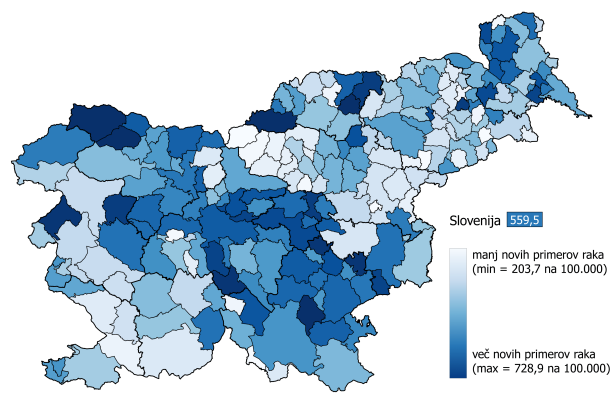 Slovenija 559,5
manj novih primerov raka
(min = 203,7 na 100.000)
več novih primerov raka
(max = 728,9 na 100.000)